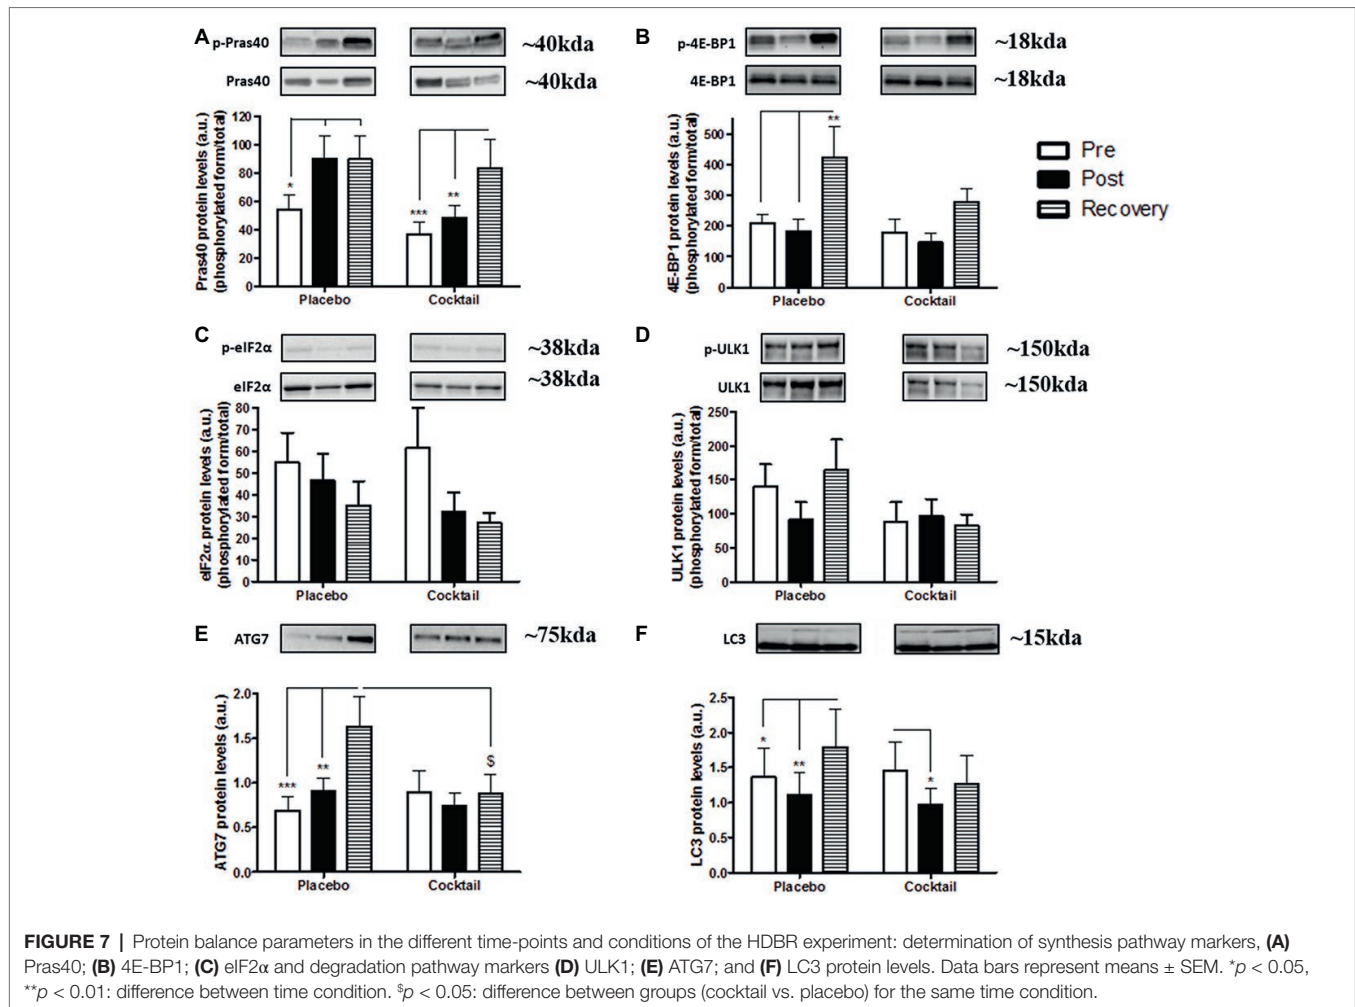 A
p-Pras40
~40kda
Pras40
~40kda
Pras40 protein levels (a.u.)
(phosphorylated form/total)
120
100
80
60
40
20
0
*
***
**
Placebo
Cocktail
B
p-4E-BP1
~18kda
4E-BP1
~18kda
4E-BP1 protein levels (a.u.)
(phosphorylated form/total)
500
400
300
200
100
0
**
Placebo
Cocktail
Pre
Post
Recovery
C
p-eIF2α
~38kda
eIF2α
~38kda
eIF2α protein levels (a.u.)
(phosphorylated form/total)
80
70
60
50
40
30
20
10
0
Placebo
Cocktail
D
p-ULK1
~150kda
ULK1
~150kda
ULK1 protein levels (a.u.)
(phosphorylated form/total)
250
200
150
100
50
0
Placebo
Cocktail
E
ATG7
~75kda
ATG7 protein levels (a.u.)
2.0
1.5
1.0
0.5
0.0
***
**
$
Placebo
Cocktail
F
LC3
~15kda
LC3 protein levels (a.u.)
2.5
2.0
1.5
1.0
0.5
0.0
*
**
*
Placebo
Cocktail
FIGURE 7 | Protein balance parameters in the different time-points and conditions of the HDBR experiment: determination of synthesis pathway markers, (A)
Pras40; (B) 4E-BP1; (C) eIF2α and degradation pathway markers (D) ULK1; (E) ATG7; and (F) LC3 protein levels. Data bars represent means ± SEM. *p < 0.05,
**p < 0.01: difference between time condition. $p < 0.05: difference between groups (cocktail vs. placebo) for the same time condition.